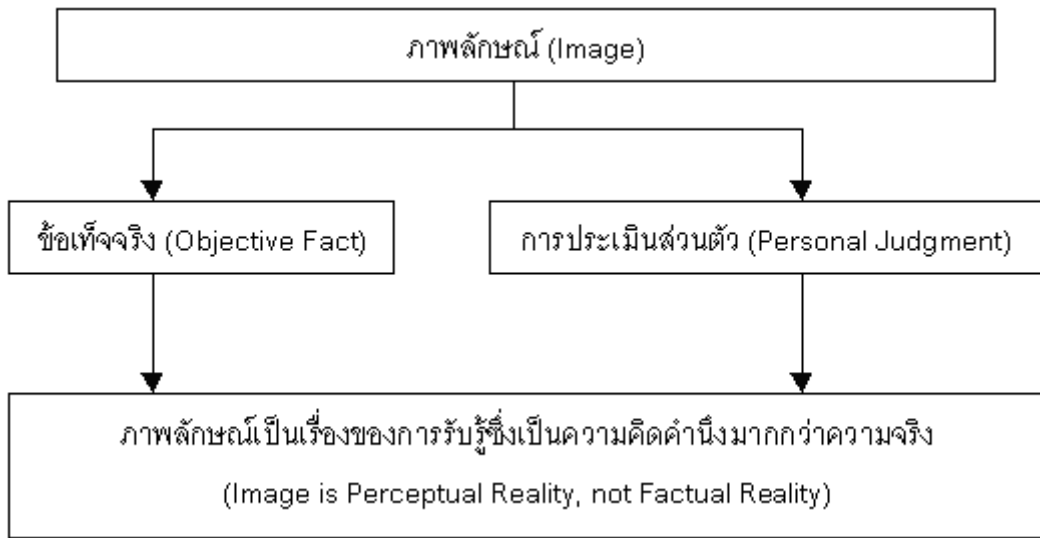 ภาพลักษณ์ (Image)
ข้อเท็จจริง (Objective Fact)
การประเมินส่วนตัว (Personal Judgment)
ภาพลักษณ์เป็นเรื่องของการรับรู้ซึ่งเป็นความคิดคำนึงมากกว่าความจริง
(Image is Perceptual Reality, not Factual Reality)